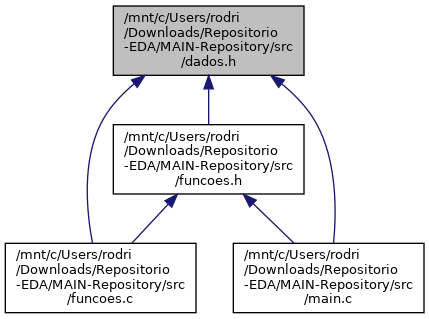 /mnt/c/Users/rodri
/Downloads/Repositorio
-EDA/MAIN-Repository/src
/dados.h
/mnt/c/Users/rodri
/Downloads/Repositorio
-EDA/MAIN-Repository/src
/funcoes.h
/mnt/c/Users/rodri
/Downloads/Repositorio
-EDA/MAIN-Repository/src
/funcoes.c
/mnt/c/Users/rodri
/Downloads/Repositorio
-EDA/MAIN-Repository/src
/main.c